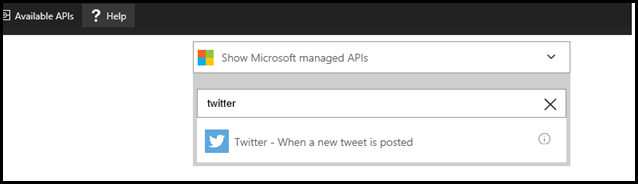 Available APIs ? Help
Show Microsoft managed APIs
twitter
Twitter - When a new tweet is posted